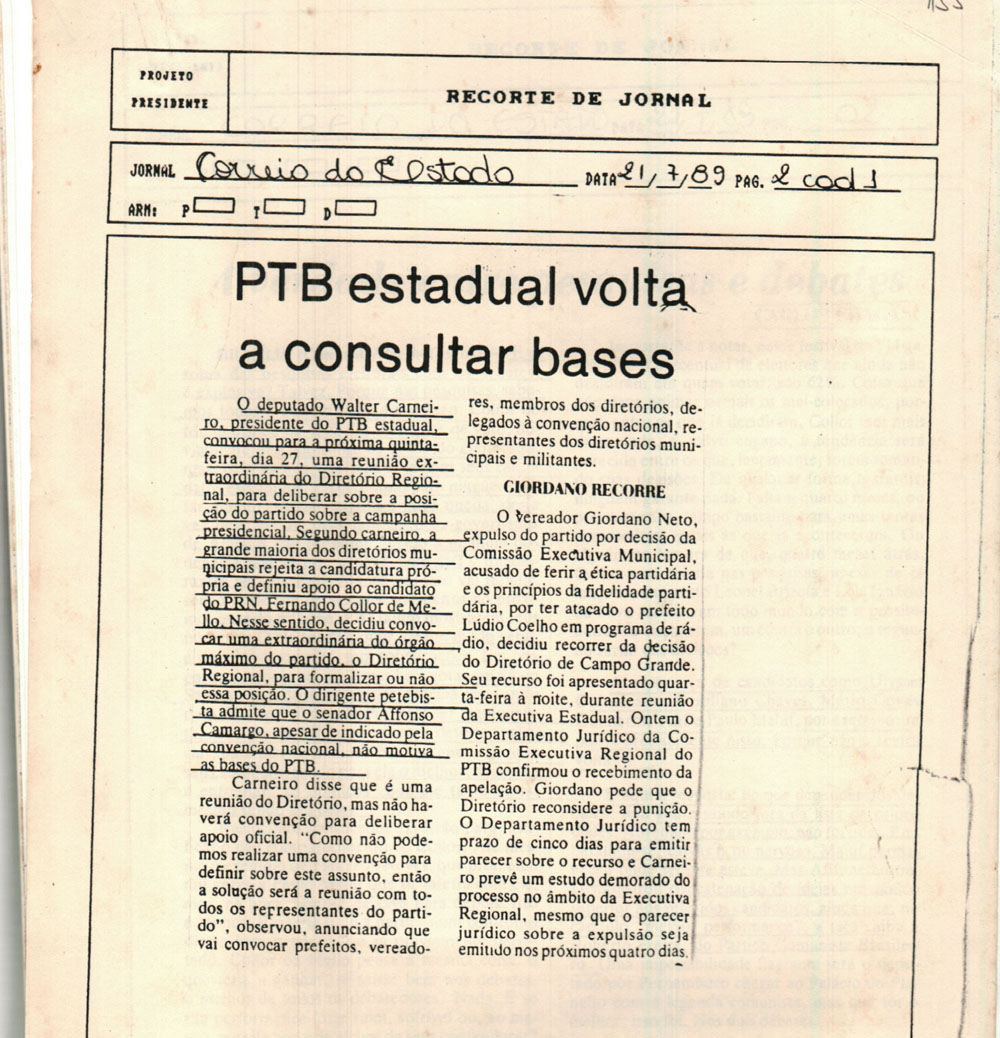 155
PROJETO
PRESIDENTE
RECORTE DE JORNAL
JORNAL Correio do Estado DATA 21/7/89 PAG. 2 cad 1
ARM: P T D
PTB estadual volta
a consultar bases
O deputado Walter Carnei-
ro, presidente do PTB estadual,
convocou para a próxima quinta-
feira, dia 27, uma reunião ex-
traordinária do Diretório Regio-
nal, para deliberar sobre a posi-
ção do partido sobre a campanha
presidencial. Segundo carneiro, a
grande maioria dos diretórios mu-
nicipais rejeita a candidatura pró-
pria e definiu apoio ao candidato
do PRN, Fernando Collor de Me-
llo. Nesse sentido, decidiu convo-
car uma extraordinária do órgão
máximo do partido, o Diretório
Regional, para formalizar ou não
essa posição. O dirigente petebis-
ta admite que o senador Affonso
Camargo, apesar de indicado pela
convenção nacional, não motiva
as bases do PTB.
Carneiro disse que é uma
reunião do Diretório, mas não ha-
verá convenção para deliberar
apoio oficial. “Como não pode-
mos realizar uma convenção para
definir sobre este assunto, então
a solução será a reunião com to-
dos os representantes do parti-
do”, observou, anunciando que
vai convocar prefeitos, vereado-
res, membros dos diretórios, de-
legados à convenção nacional, re-
presentantes dos diretórios muni-
cipais e militantes.
GIORDANO RECORRE
O vereador Giordano Neto,
expulso do partido por decisão da
Comissão Executiva Municipal,
acusado de ferir a ética partidária
e os princípios da fidelidade parti-
dária, por ter atacado o prefeito
Lúdio Coelho em programa de rá-
dio, decidiu recorrer da decisão
do Diretório de Campo Grande.
Seu recurso foi apresentado quar-
ta-feira à noite, durante reunião
da Executiva Estadual. Ontem o
Departamento Jurídico da Co-
missão Executiva Regional do
PTB confirmou o recebimento da
apelação. Giordano pede que o
Diretório reconsidere a punição.
O Departamento Jurídico tem
prazo de cinco dias para emitir
parecer sobre o recurso e Carnei-
ro prevê um estudo demorado do
processo no âmbito da Executiva
Regional, mesmo que o parecer
jurídico sobre a expulsão seja
emitido nos próximos quatro dias.